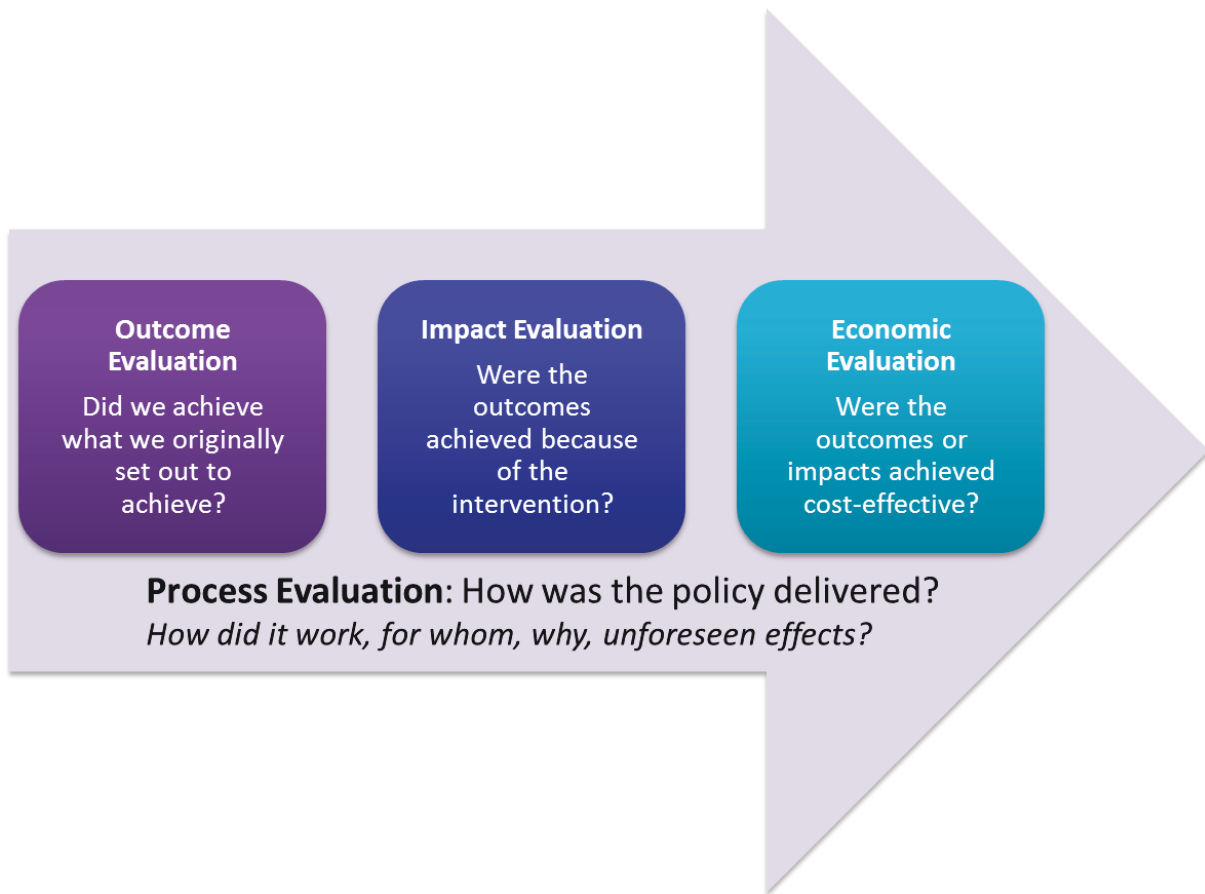 Outcome
Evaluation
Did we achieve
what we originally
set out to
achieve?
Impact Evaluation
Were the
outcomes
achieved because
of the
intervention?
Economic
Evaluation
Were the
outcomes or
impacts achieved
cost-effective?
Process Evaluation: How was the policy delivered?
How did it work, for whom, why, unforeseen effects?